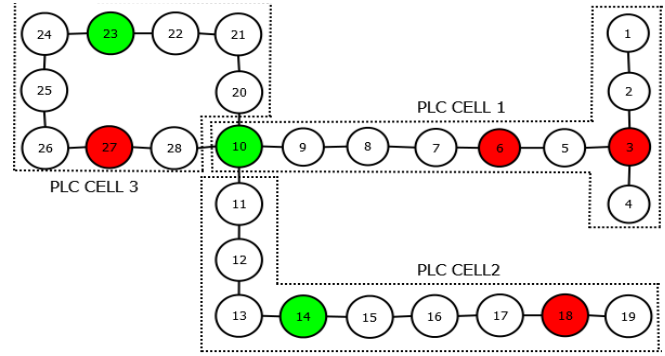 24 23 22 21 1
25 20 2
PLC CELL 1
26 27 28 10 9 8 7 6 5 3
PLC CELL 3
11 4
12
PLC CELL2
13 14 15 16 17 18 19